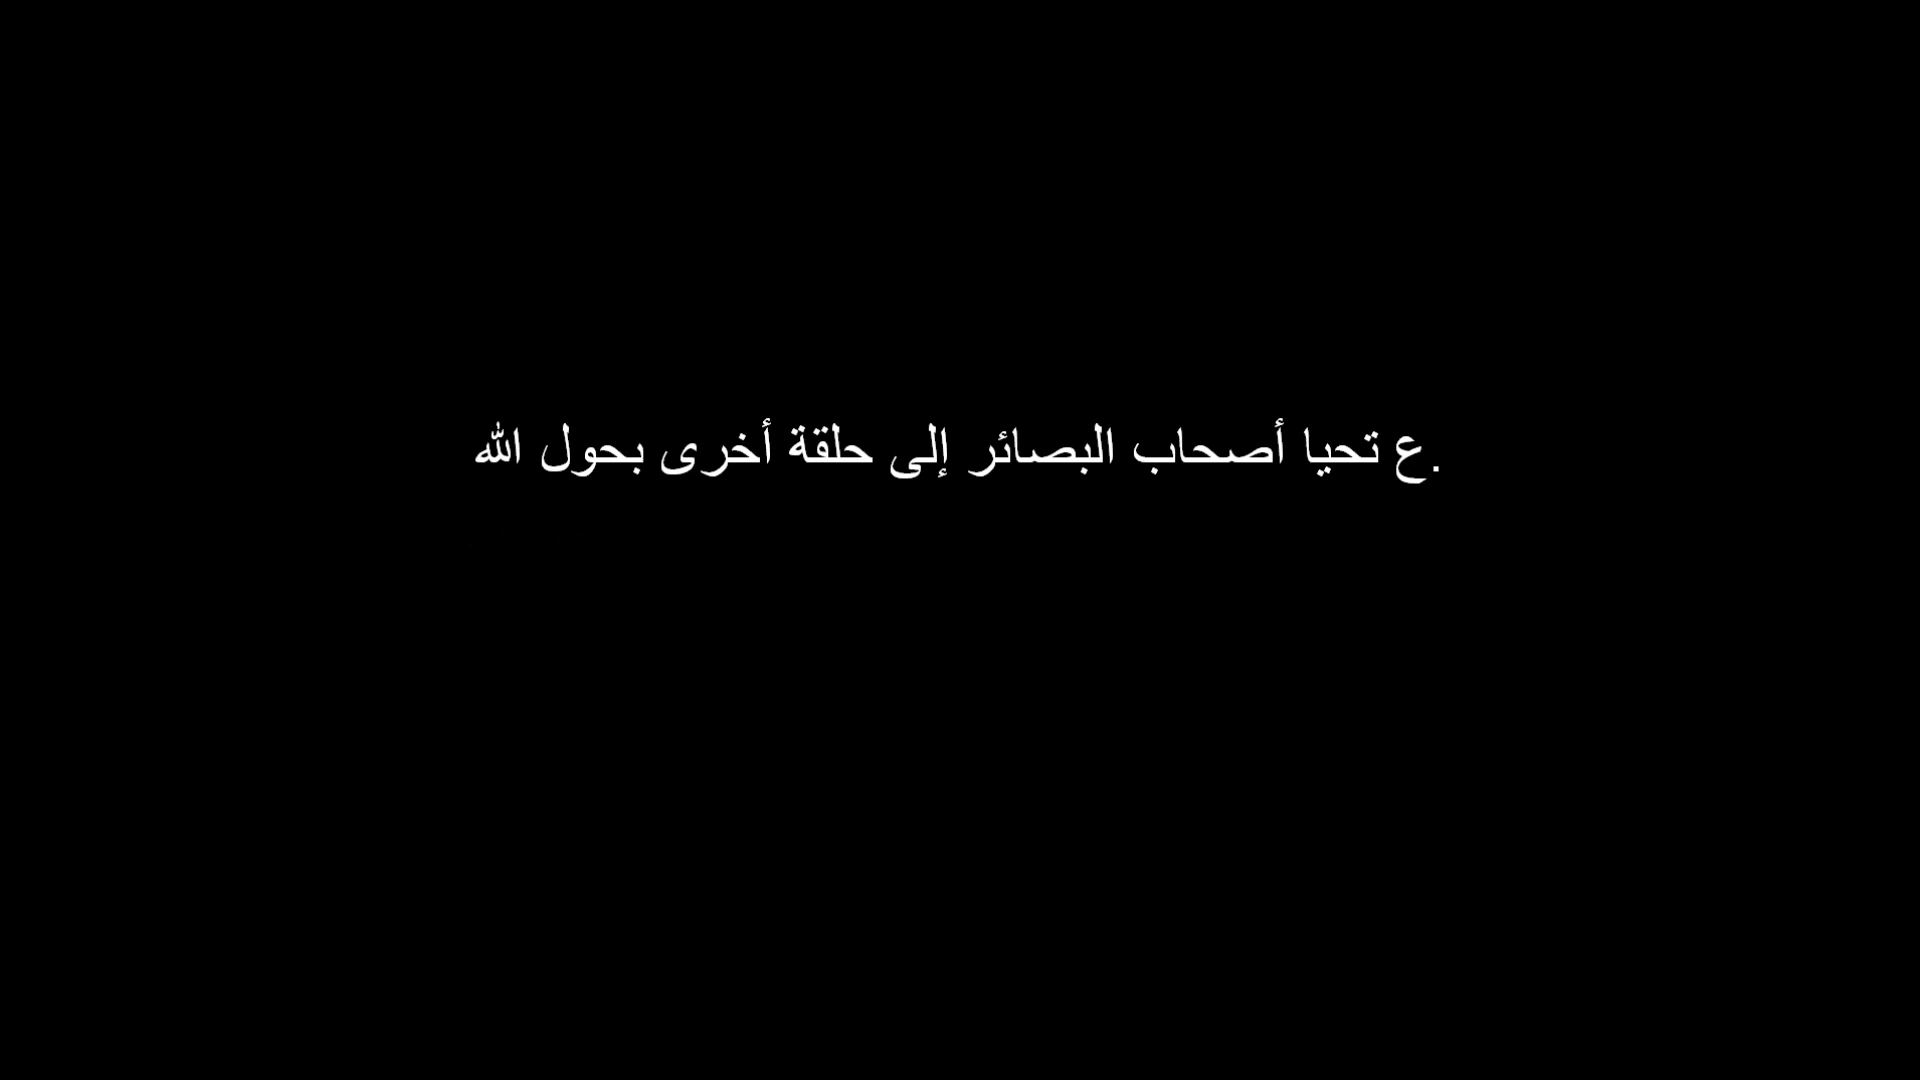 .ع تحيا أصحاب البصائر إلى حلقة أخرى بحول الله